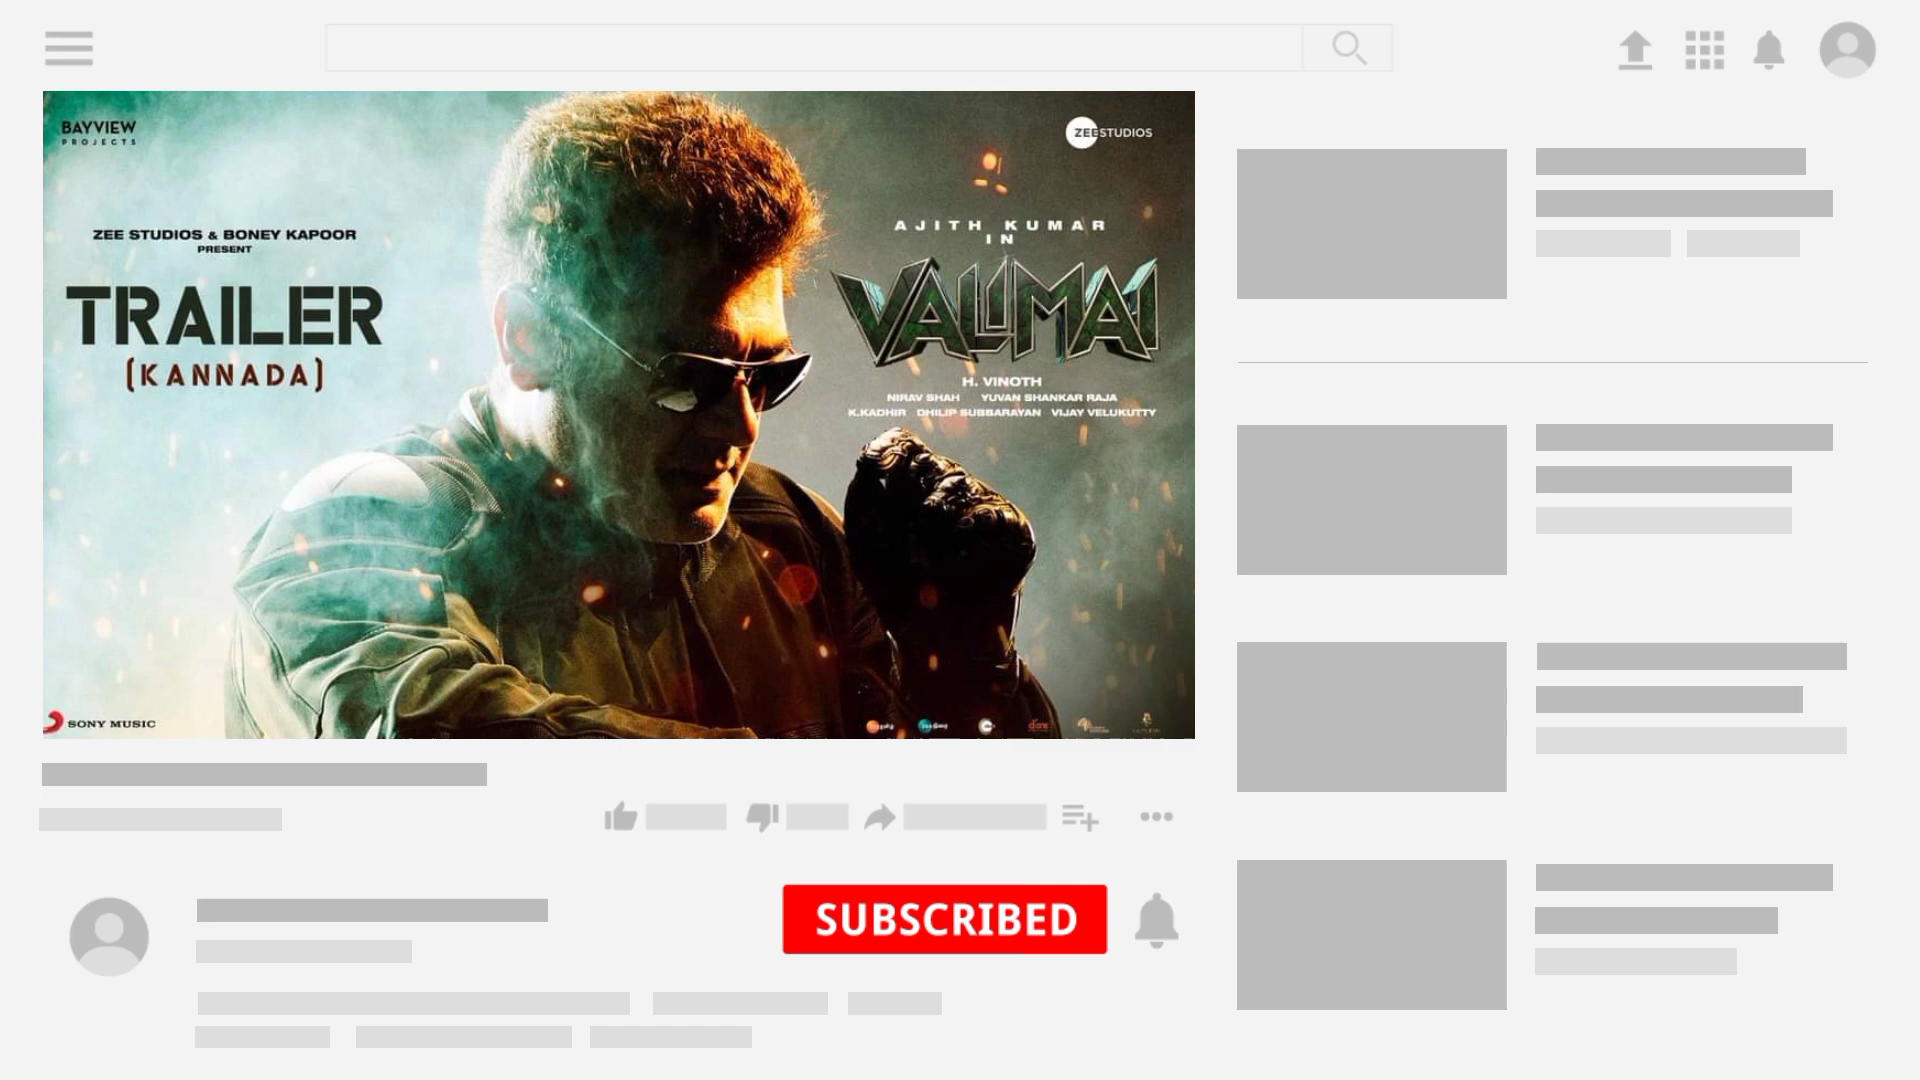 BAYVIEW
PROJECTS
ZEE STUDIOS
ZEE STUDIOS & BONEY KAPOOR
PRESENT
TRAILER
(KANNADA)
AJITH KUMAR
IN
VALIMAI
H. VINOTH
NIRAV SHAH YUVAN SHANKAR RAJA
K.KADHIR DHILIP SUBBARAYAN VIJAY VELUKUTTY
SONY MUSIC
SUBSCRIBED